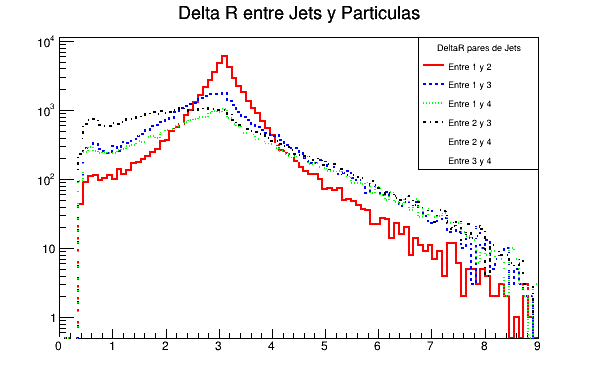 Delta R entre Jets y Particulas
DeltaR pares de Jets
Entre 1 y 2
Entre 1 y 3
Entre 1 y 4
Entre 2 y 3
Entre 2 y 4
Entre 3 y 4
10⁴
10³
10²
10
1
0 1 2 3 4 5 6 7 8 9